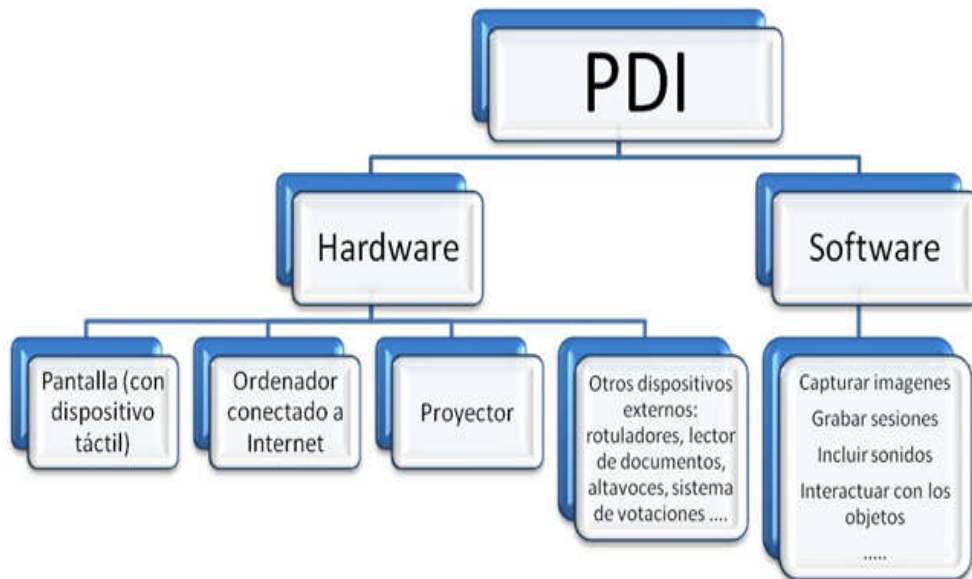 PDI
Hardware
Software
Pantalla (con
dispositivo
táctil)
Ordenador
conectado a
Internet
Proyector
Otros dispositivos
externos:
rotuladores, lector
de documentos,
altavoces, sistema
de votaciones ....
Capturar imagenes
Grabar sesiones
Incluir sonidos
Interactuar con los
objetos
.....